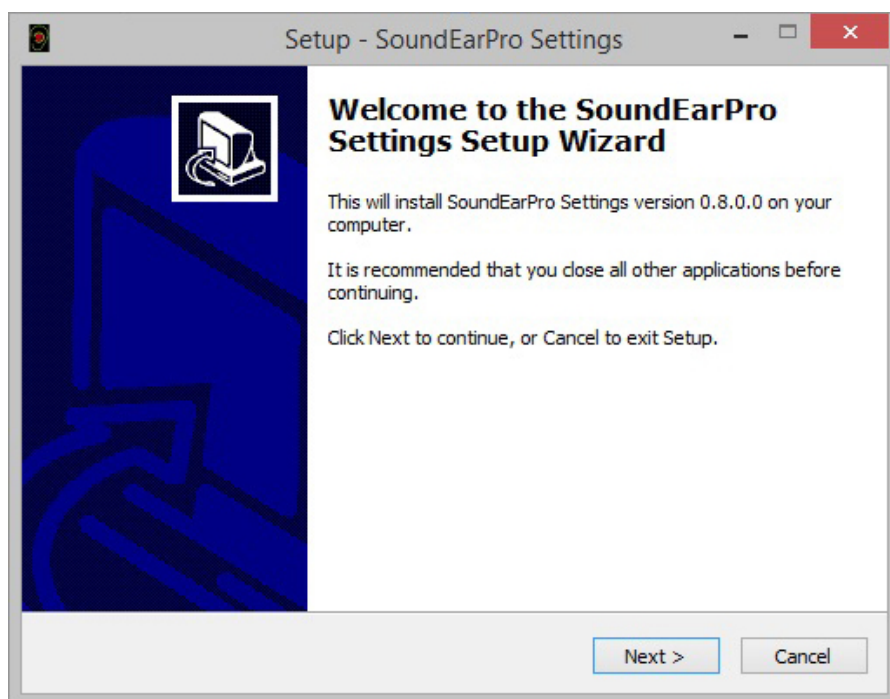 Setup - SoundEarPro Settings
Welcome to the SoundEarPro
Settings Setup Wizard
This will install SoundEarPro Settings version 0.8.0.0 on your
computer.
It is recommended that you close all other applications before
continuing.
Click Next to continue, or Cancel to exit Setup.
Next >
Cancel